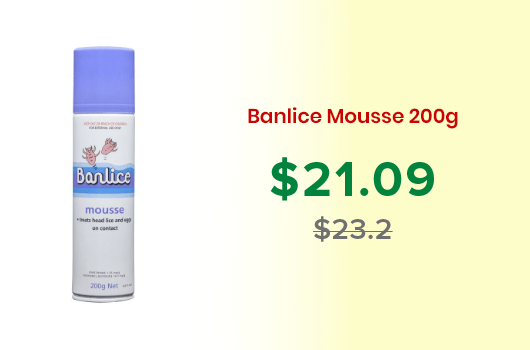 Banlice Mousse 200g
$21.09
$23.2
Banlice
mousse
• treats head lice and eggs
on contact
200g Net